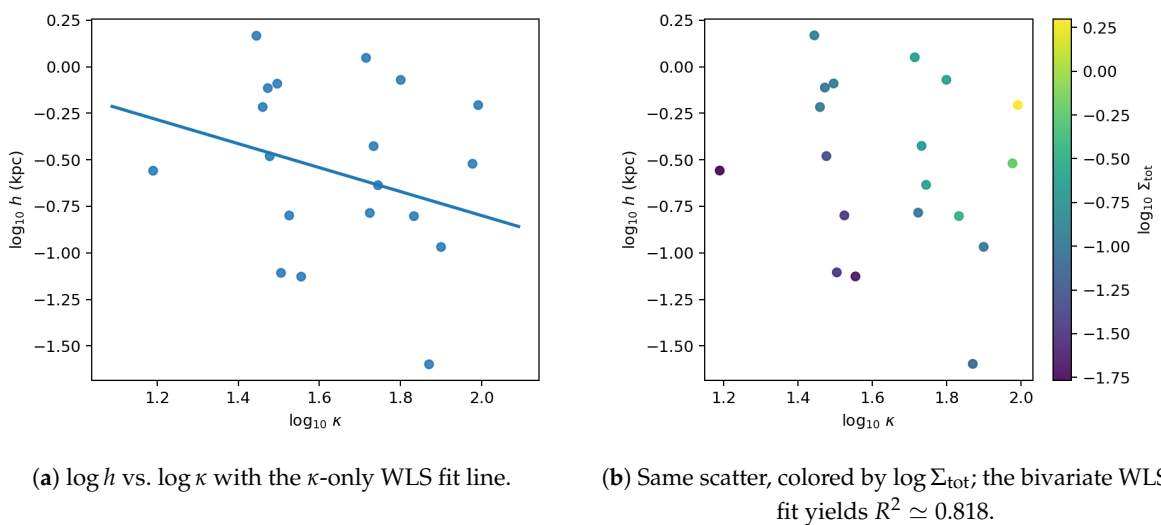 0.25
0.00
−0.25
−0.50
−0.75
−1.00
−1.25
−1.50
log₁₀ h (kpc)
1.2 1.4 1.6 1.8 2.0
log₁₀ κ
(a) log h vs. log κ with the κ-only WLS fit line.
0.25
0.00
−0.25
−0.50
−0.75
−1.00
−1.25
−1.50
log₁₀ h (kpc)
1.2 1.4 1.6 1.8 2.0
log₁₀ κ
0.25
0.00
−0.25
−0.50
−0.75
−1.00
−1.25
−1.50
−1.75
log₁₀ Σtot
(b) Same scatter, colored by log Σtot; the bivariate WLS
fit yields R² ≃ 0.818.